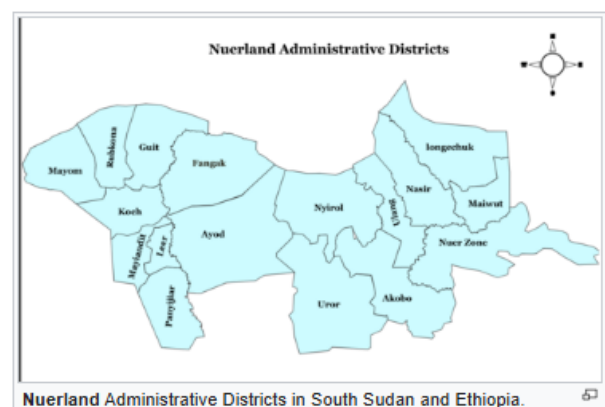 Nuerland Administrative Districts
Mayom
Rubkona
Guit
Fangak
Koch
Mayiandit
Leer
Ayod
Panyijiar
Nyirol
Ulang
Nasir
longechuk
Maiwut
Nuer Zone
Uror
Akobo
Nuerland Administrative Districts in South Sudan and Ethiopia.